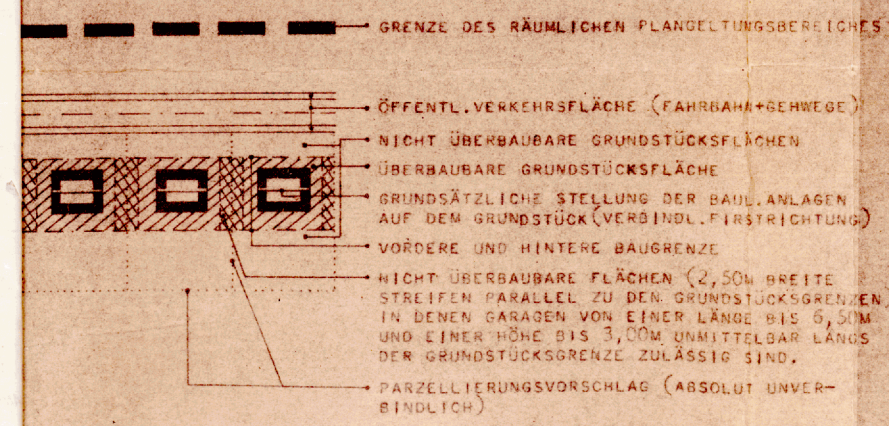 GRENZE DES RÄUMLICHEN PLANGELTUNGSBEREICHES
ÖFFENTL.VERKEHRSFLÄCHE (FAHRBAHN+GEHWEGE)
NICHT ÜBERBAUBARE GRUNDSTÜCKSFLÄCHEN
ÜBERBAUBARE GRUNDSTÜCKSFLÄCHE
GRUNDSÄTZLICHE STELLUNG DER BAUL.ANLAGEN
AUF DEM GRUNDSTÜCK(VERBINDL.FIRSTRICHTUNG)
VORDERE UND HINTERE BAUGRENZE
NICHT ÜBERBAUBARE FLÄCHEN (2,50M BREITE
STREIFEN PARALLEL ZU DEN GRUNDSTÜCKSGRENZEN
IN DENEN GARAGEN VON EINER LÄNGE BIS 6,50M
UND EINER HÖHE BIS 3,00M UNMITTELBAR LÄNGS
DER GRUNDSTÜCKSGRENZE ZULÄSSIG SIND.
PARZELLIERUNGSVORSCHLAG (ABSOLUT UNVER-
BINDLICH)